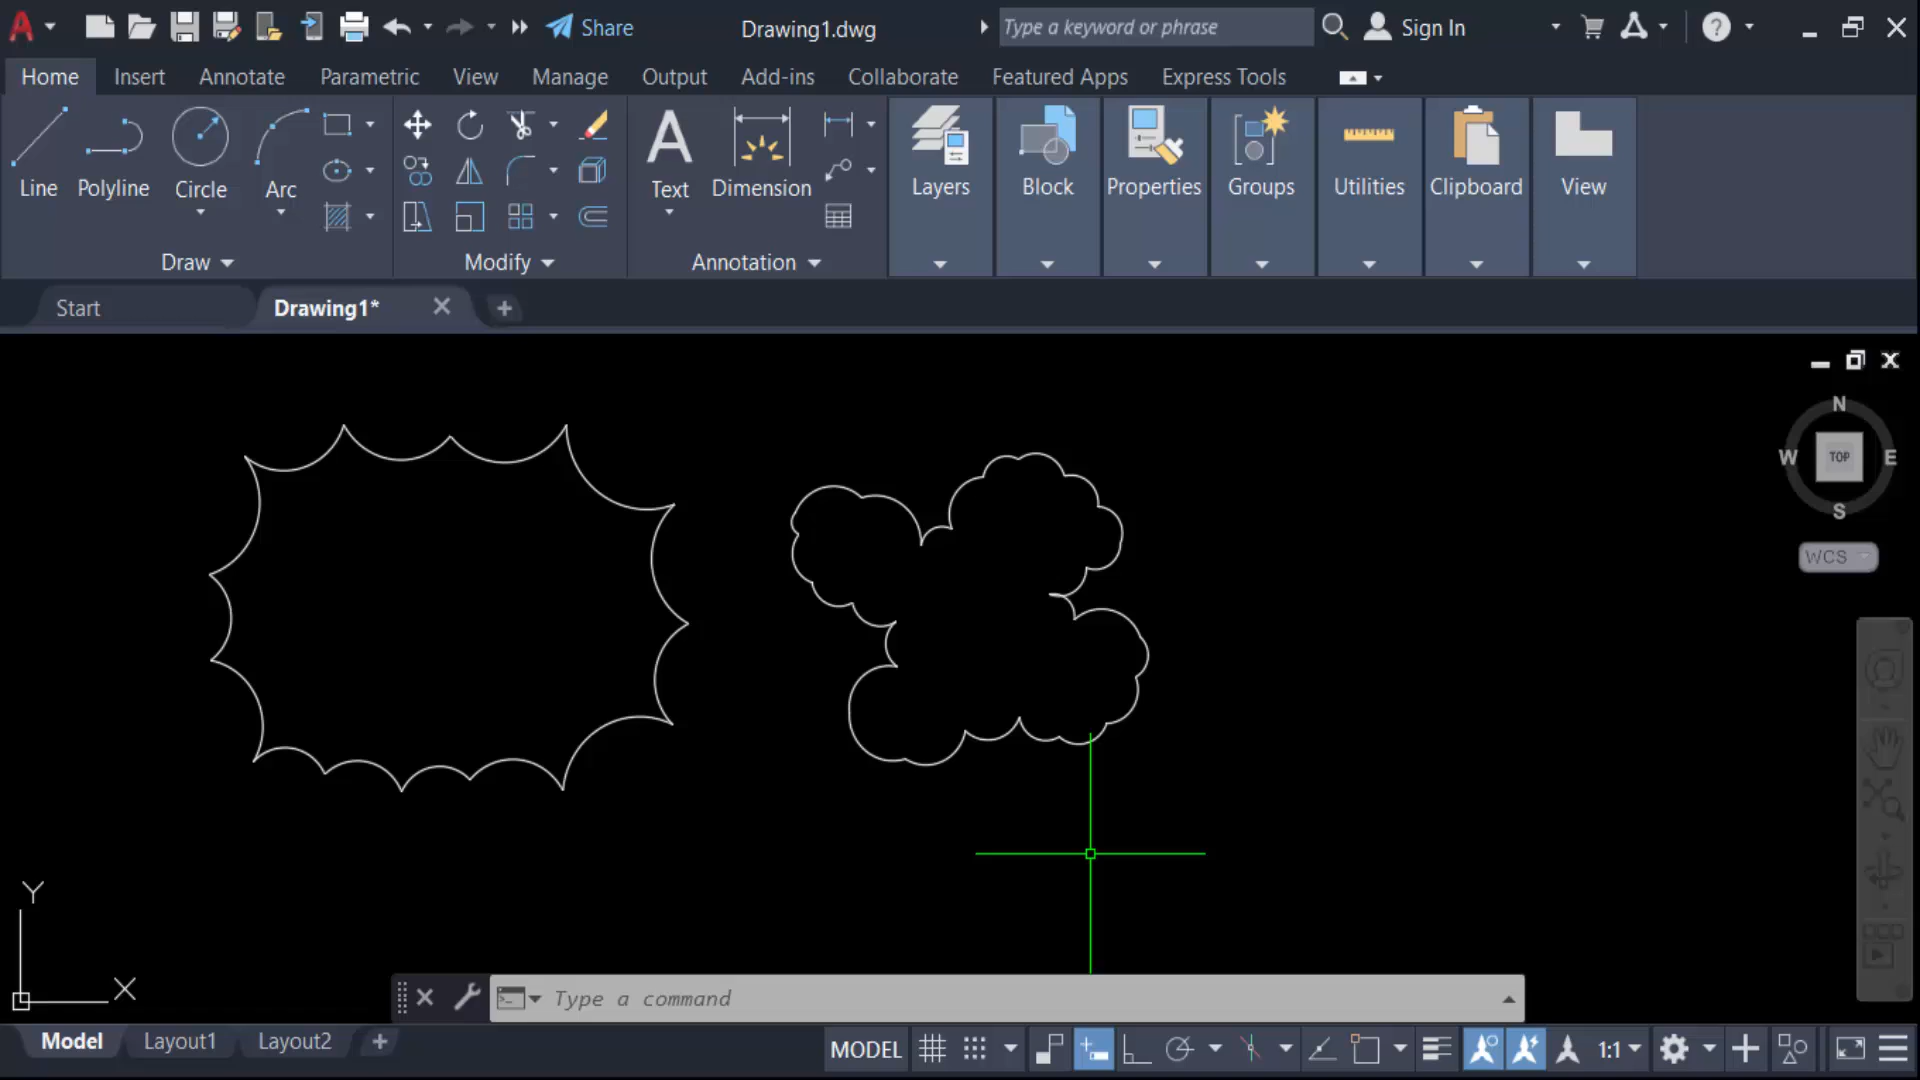 Share
Drawing1.dwg
Type a keyword or phrase
Sign In
Home
Insert
Annotate
Parametric
View
Manage
Output
Add-ins
Collaborate
Featured Apps
Express Tools
Line
Polyline
Circle
Arc
Text
Dimension
Layers
Block
Properties
Groups
Utilities
Clipboard
View
Draw
Modify
Annotation
Start
Drawing1*
N
W
TOP
E
S
WCS
Y
X
Type a command
Model
Layout1
Layout2
MODEL
1:1